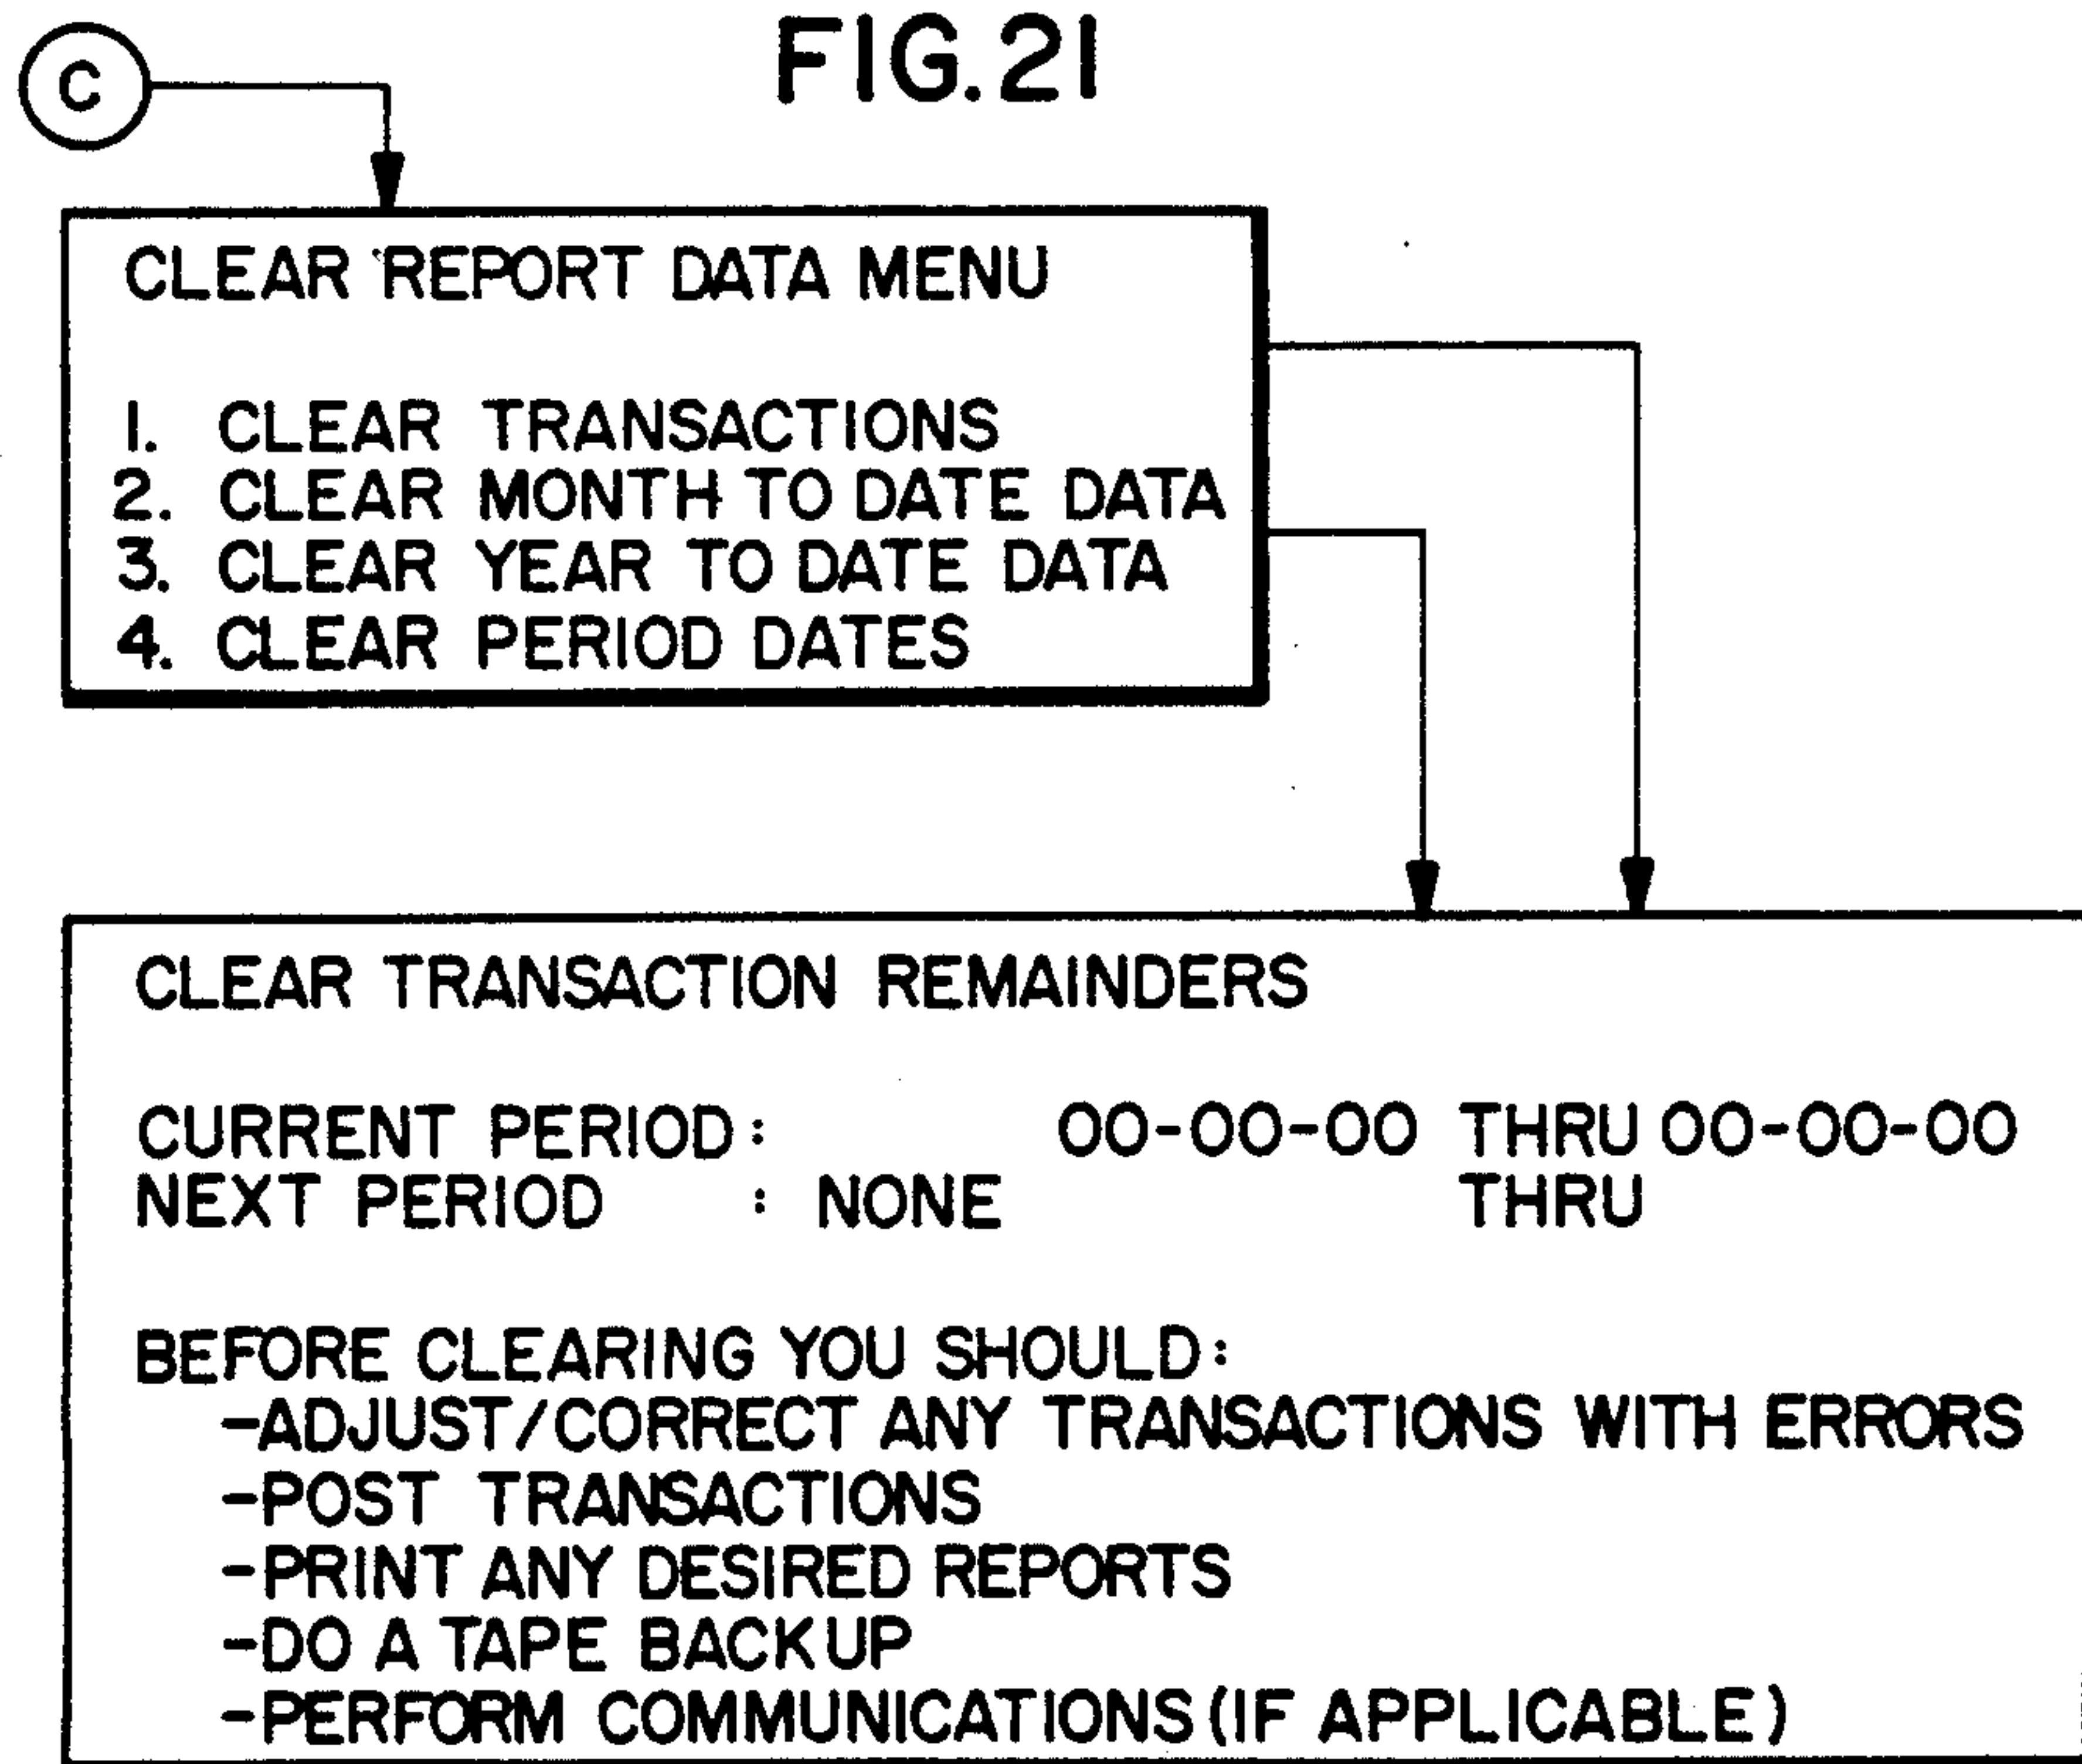 FIG.21
C
CLEAR REPORT DATA MENU
1. CLEAR TRANSACTIONS
2. CLEAR MONTH TO DATE DATA
3. CLEAR YEAR TO DATE DATA
4. CLEAR PERIOD DATES
CLEAR TRANSACTION REMAINDERS
CURRENT PERIOD: 00-00-00 THRU 00-00-00
NEXT PERIOD : NONE THRU
BEFORE CLEARING YOU SHOULD:
-ADJUST/CORRECT ANY TRANSACTIONS WITH ERRORS
-POST TRANSACTIONS
-PRINT ANY DESIRED REPORTS
-DO A TAPE BACKUP
-PERFORM COMMUNICATIONS (IF APPLICABLE)